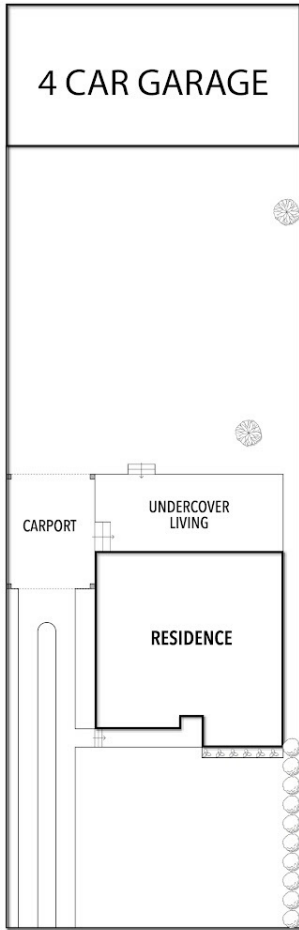 4 CAR GARAGE
CARPORT
UNDERCOVER
LIVING
RESIDENCE